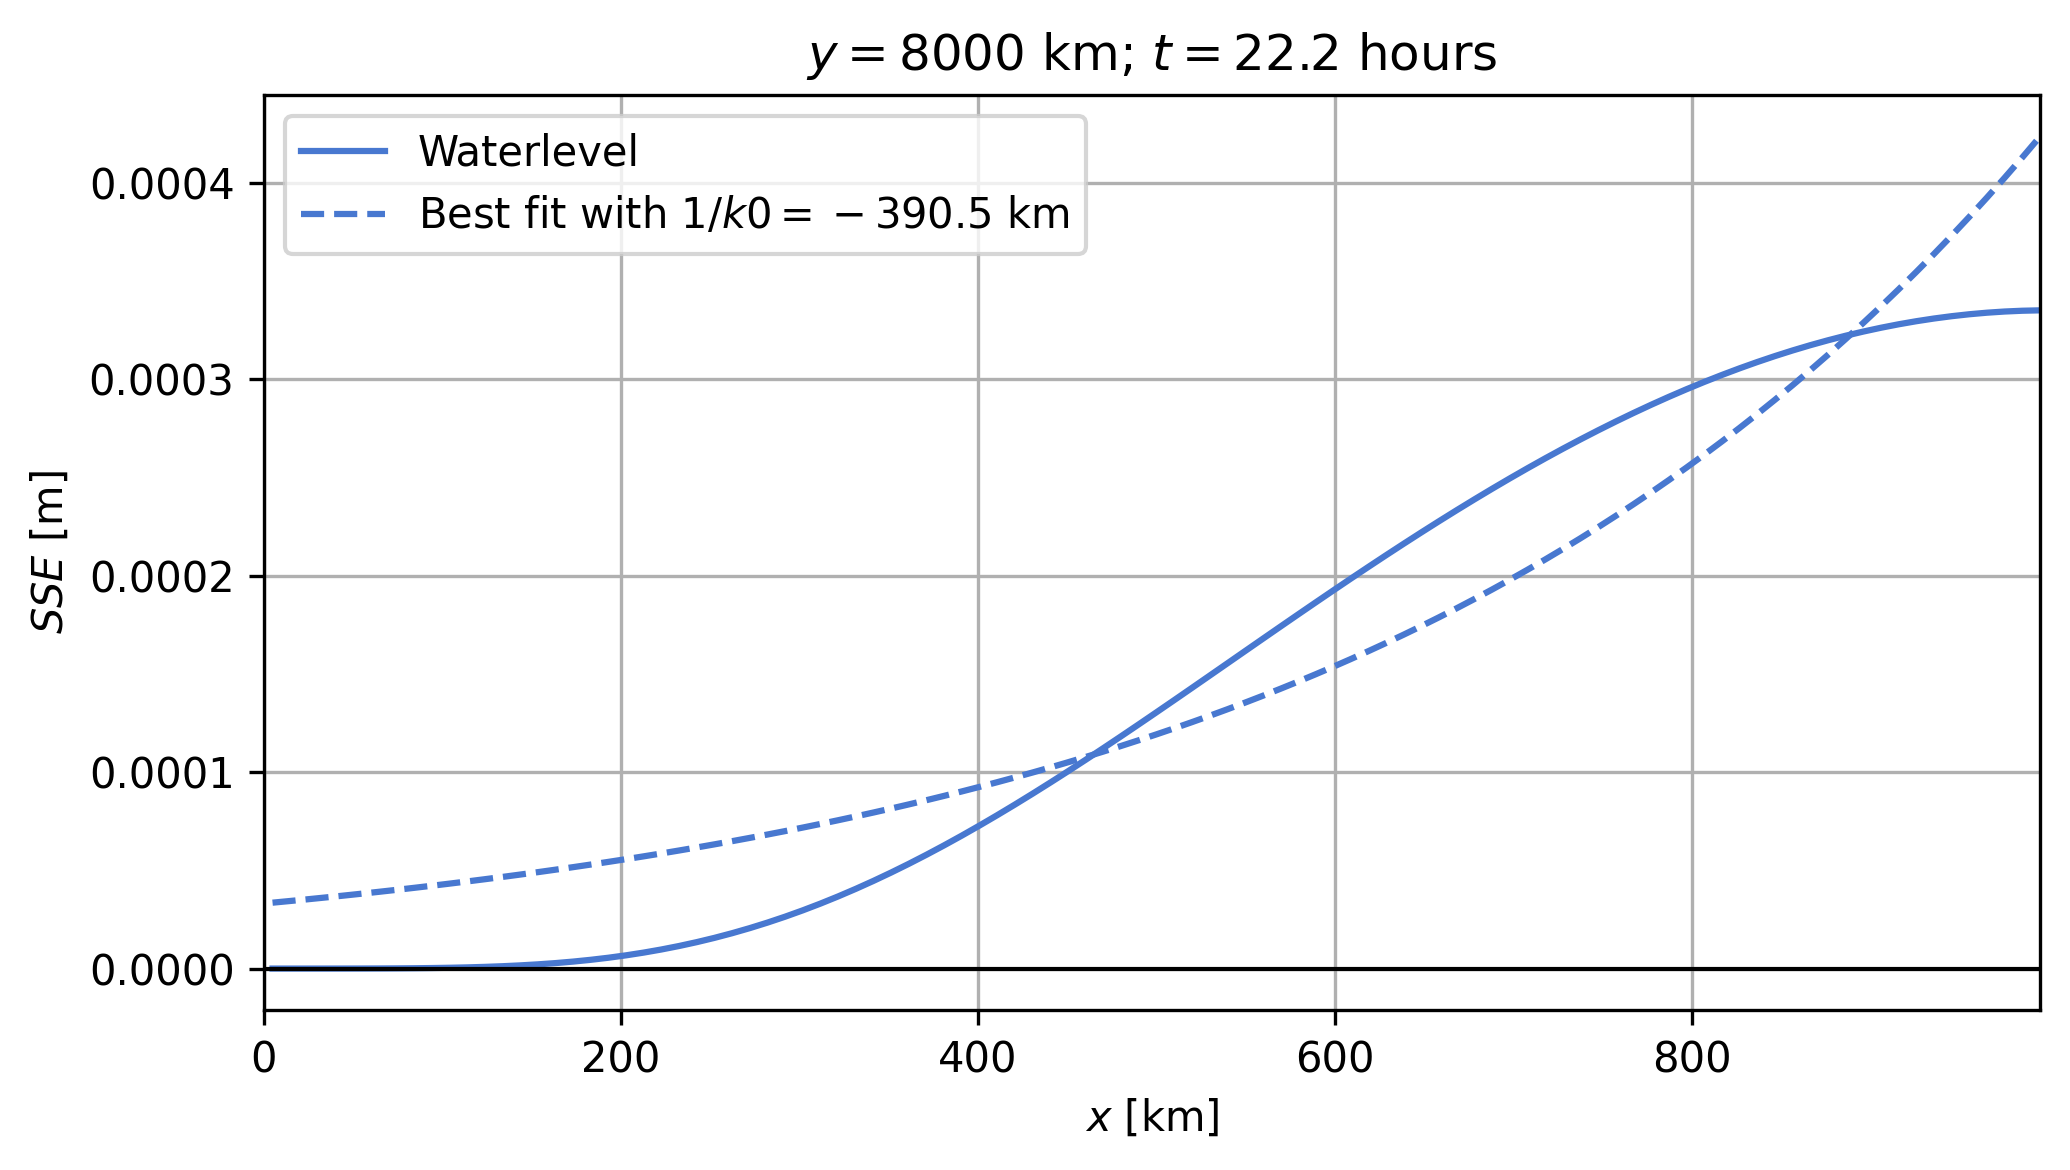 y = 8000 km; t = 22.2 hours
Waterlevel
Best fit with 1/k0 = −390.5 km
0.0004
0.0003
0.0002
0.0001
0.0000
SSE [m]
0 200 400 600 800
x [km]